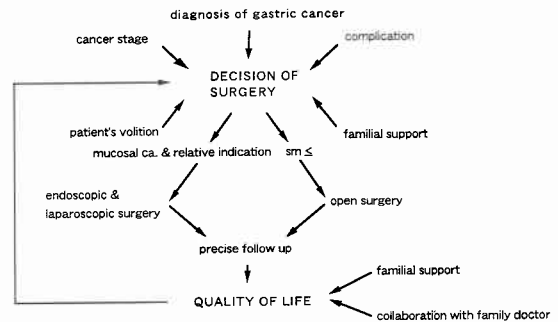 diagnosis of gastric cancer
cancer stage
complication
DECISION OF
SURGERY
patient's volition
familial support
mucosal ca. & relative indication
sm ≤
endoscopic &
laparoscopic surgery
open surgery
precise follow up
familial support
QUALITY OF LIFE
collaboration with family doctor